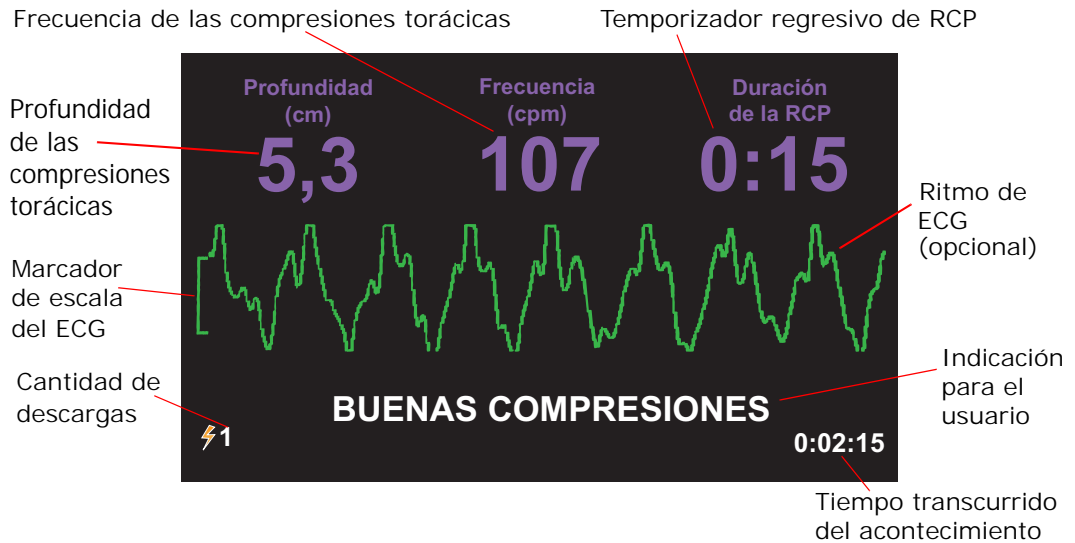 Frecuencia de las compresiones torácicas
Temporizador regresivo de RCP
Profundidad
de las
compresiones
torácicas
Profundidad
(cm)
5,3
Frecuencia
(cpm)
107
Duración
de la RCP
0:15
Ritmo de
ECG
(opcional)
Marcador
de escala
del ECG
Cantidad de
descargas
1
BUENAS COMPRESIONES
0:02:15
Indicación
para el
usuario
Tiempo transcurrido
del acontecimiento